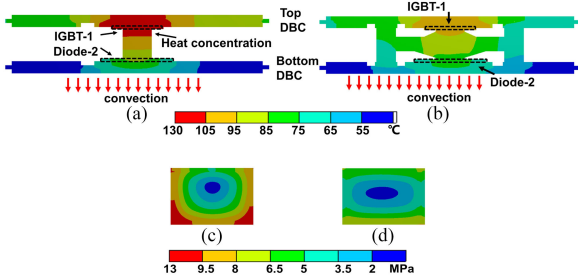 Top
DBC
IGBT-1
IGBT-1
Diode-2
Heat concentration
Bottom
DBC
Diode-2
convection
convection
(a)
(b)
130 105 95 85 75 65 55 ℃
(c)
(d)
13 9.5 8 6.5 5 3.5 2 MPa